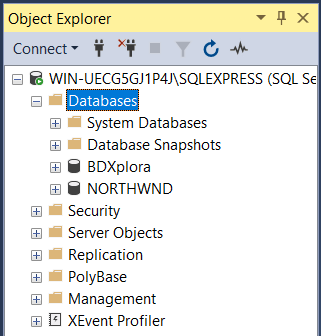 Object Explorer
Connect
WIN-UECG5GJ1P4J\SQLEXPRESS (SQL Se
Databases
System Databases
Database Snapshots
BDXplora
NORTHWND
Security
Server Objects
Replication
PolyBase
Management
XEvent Profiler